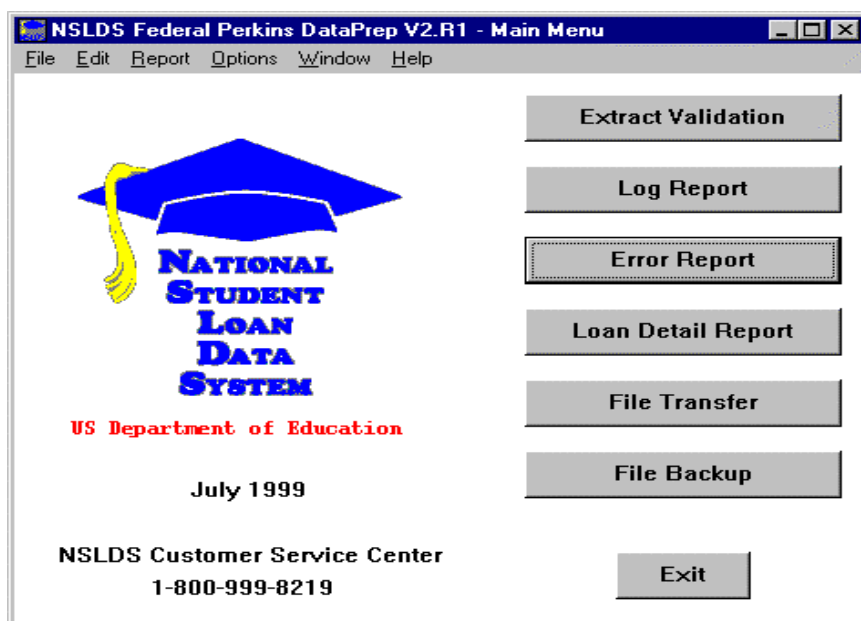 NSLDS Federal Perkins DataPrep V2.R1 - Main Menu
File Edit Report Options Window Help
Extract Validation
Log Report
Error Report
Loan Detail Report
File Transfer
File Backup
Exit
NATIONAL
STUDENT
LOAN
DATA
SYSTEM
US Department of Education
July 1999
NSLDS Customer Service Center
1-800-999-8219